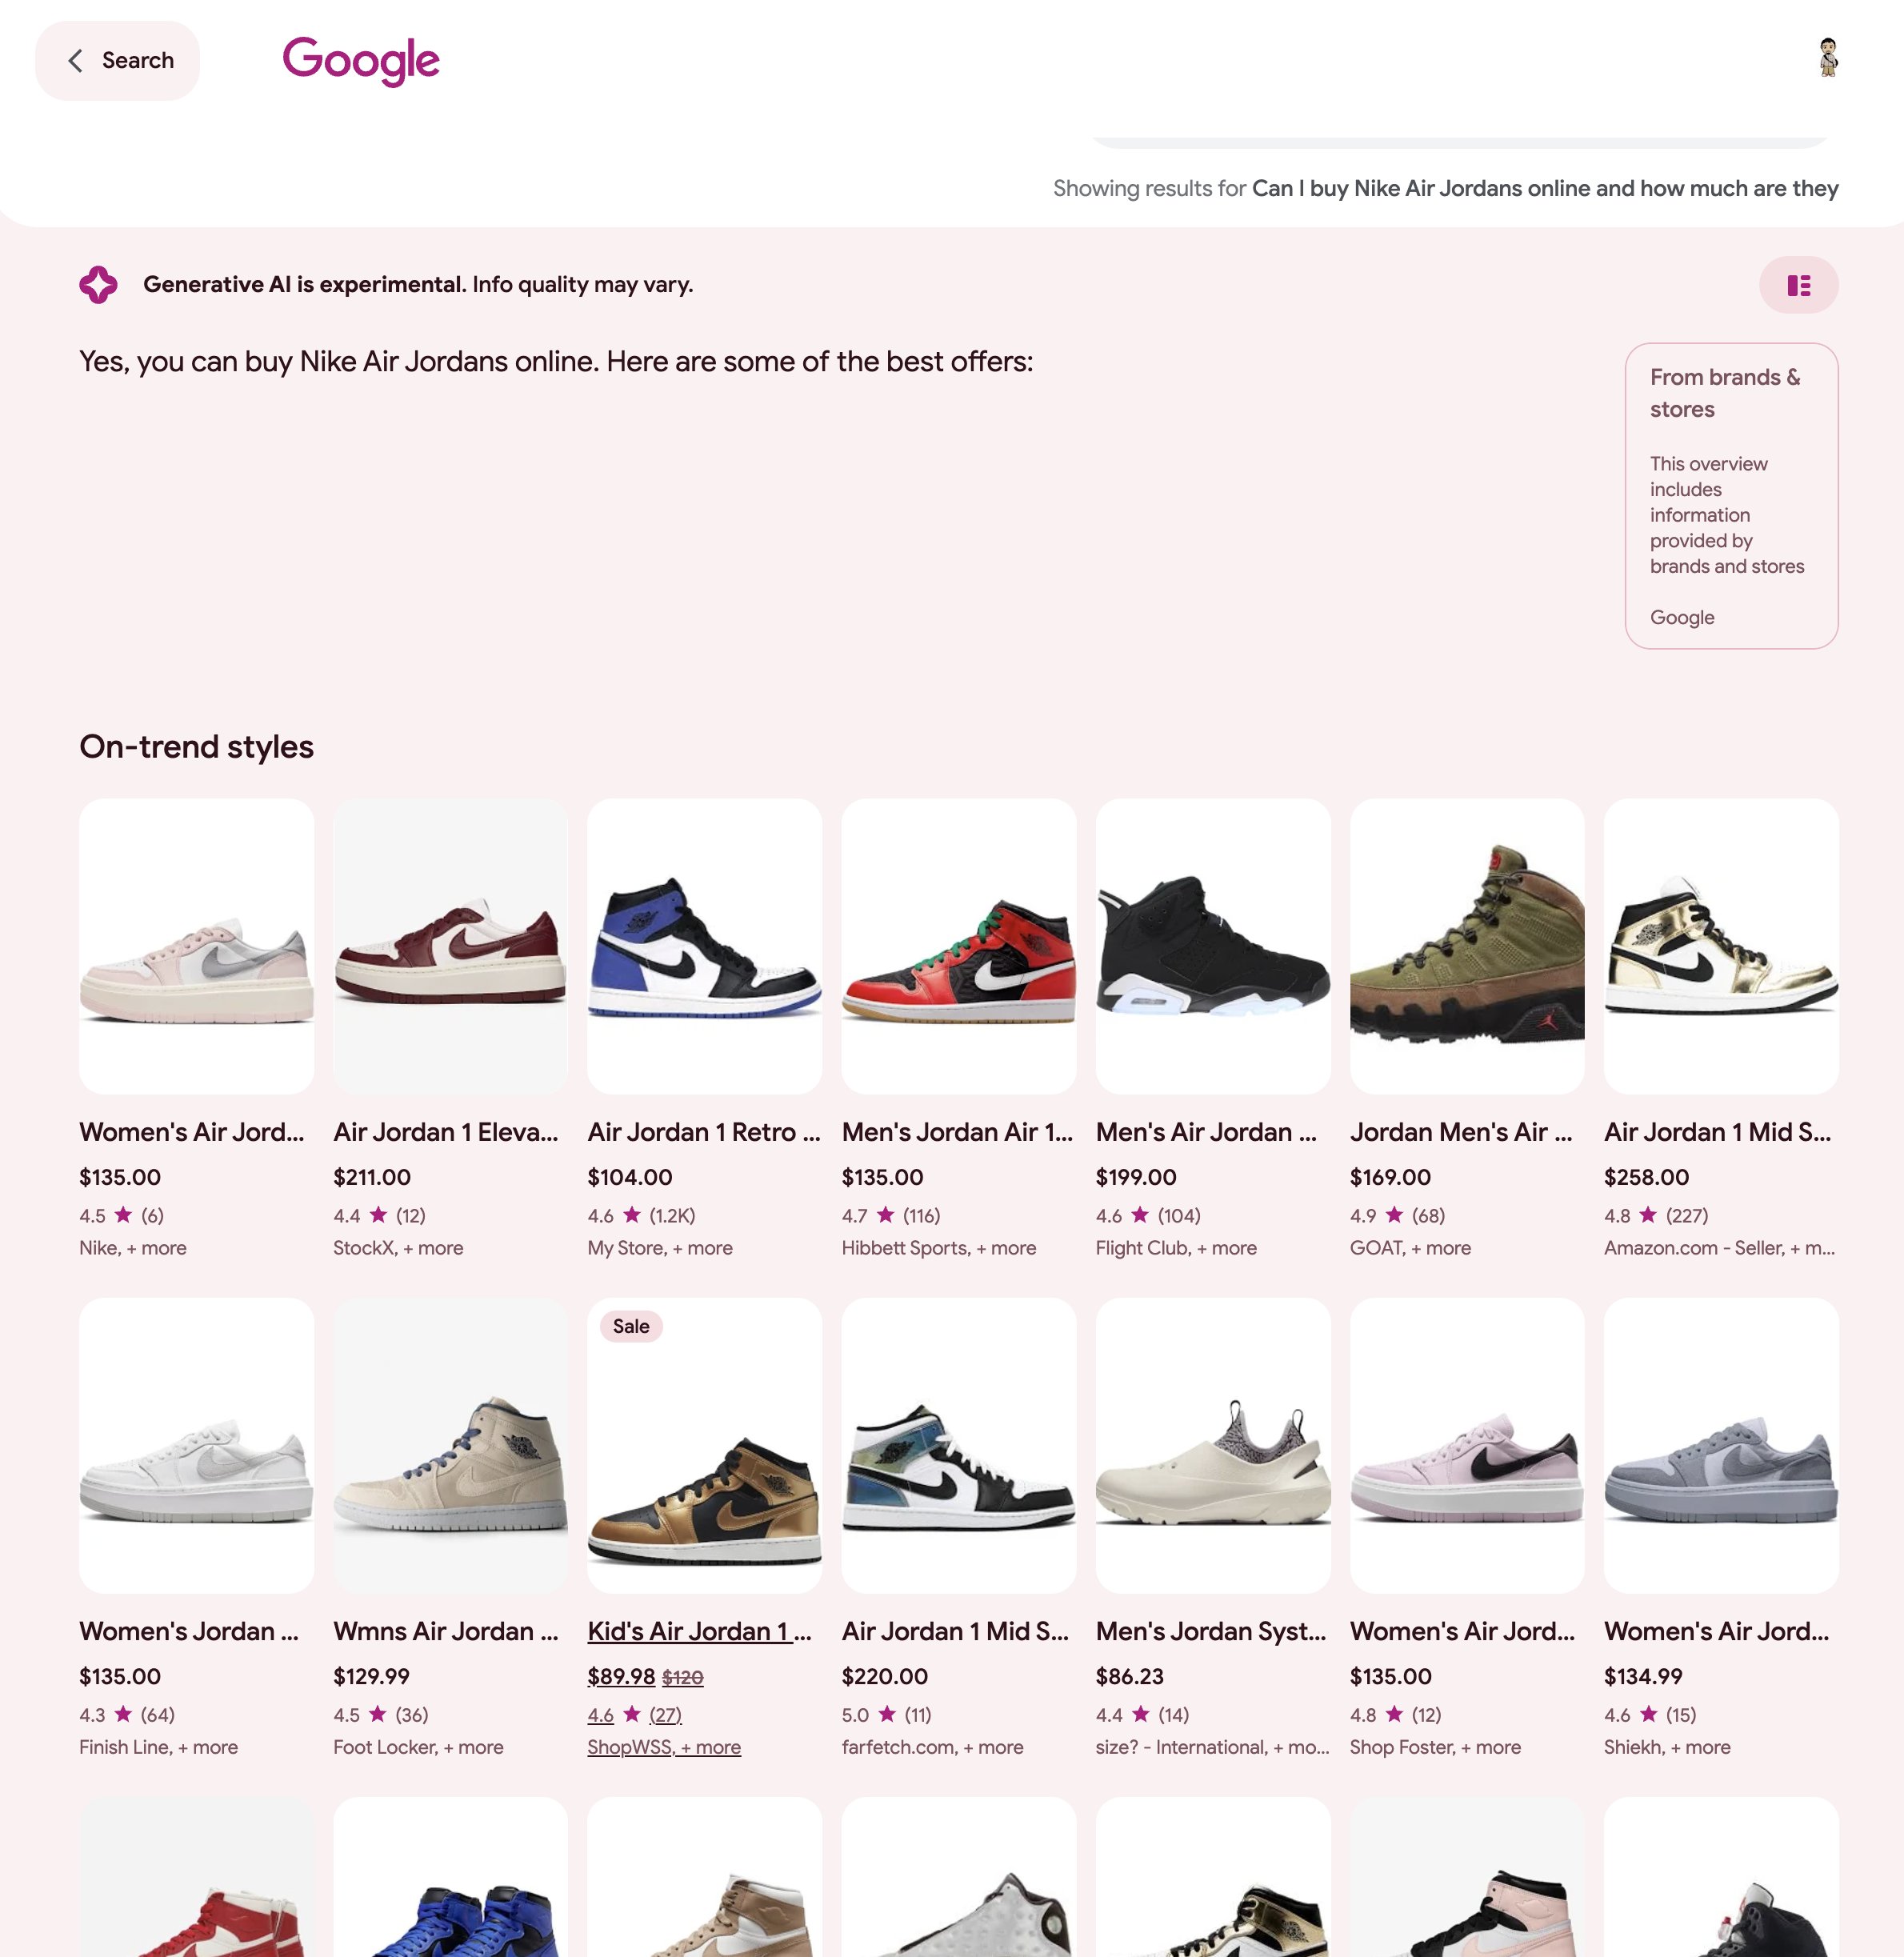 Search
Google
Showing results for Can I buy Nike Air Jordans online and how much are they
Generative AI is experimental. Info quality may vary.
Yes, you can buy Nike Air Jordans online. Here are some of the best offers:
From brands &
stores
This overview
includes
information
provided by
brands and stores
Google
On-trend styles
Women's Air Jord...
$135.00
4.5 ★ (6)
Nike, + more
Air Jordan 1 Eleva...
$211.00
4.4 ★ (12)
StockX, + more
Air Jordan 1 Retro ...
$104.00
4.6 ★ (1.2K)
My Store, + more
Men's Jordan Air 1...
$135.00
4.7 ★ (116)
Hibbett Sports, + more
Men's Air Jordan ...
$199.00
4.6 ★ (104)
Flight Club, + more
Jordan Men's Air ...
$169.00
4.9 ★ (68)
GOAT, + more
Air Jordan 1 Mid S...
$258.00
4.8 ★ (227)
Amazon.com - Seller, + m...
Women's Jordan ...
$135.00
4.3 ★ (64)
Finish Line, + more
Wmns Air Jordan ...
$129.99
4.5 ★ (36)
Foot Locker, + more
Sale
Kid's Air Jordan 1 ...
$89.98 $120
4.6 ★ (27)
ShopWSS, + more
Air Jordan 1 Mid S...
$220.00
5.0 ★ (11)
farfetch.com, + more
Men's Jordan Syst...
$86.23
4.4 ★ (14)
size? - International, + mo...
Women's Air Jord...
$135.00
4.8 ★ (12)
Shop Foster, + more
Women's Air Jord...
$134.99
4.6 ★ (15)
Shiekh, + more